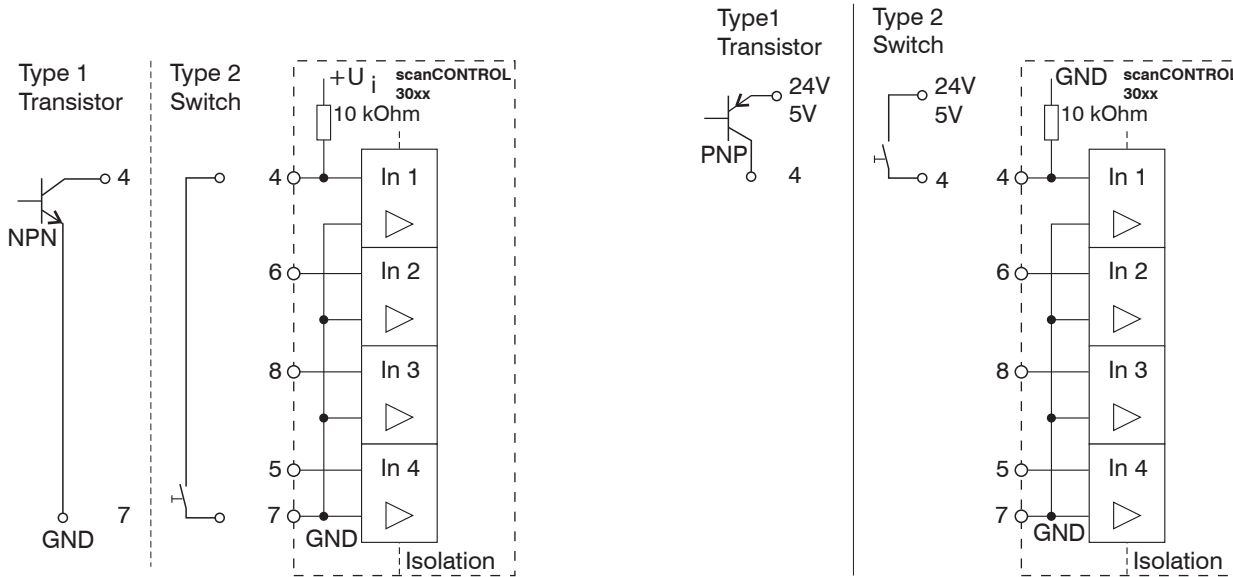 Type 1
Transistor
4
NPN
7
GND
Type 2
Switch
+U i
scanCONTROL
30xx
10 kOhm
4
In 1
6
In 2
8
In 3
5
In 4
7
GND
Isolation
Type1
Transistor
24V
5V
PNP
4
Type 2
Switch
24V
5V
4
GND
scanCONTROL
30xx
10 kOhm
4
In 1
6
In 2
8
In 3
5
In 4
7
GND
Isolation